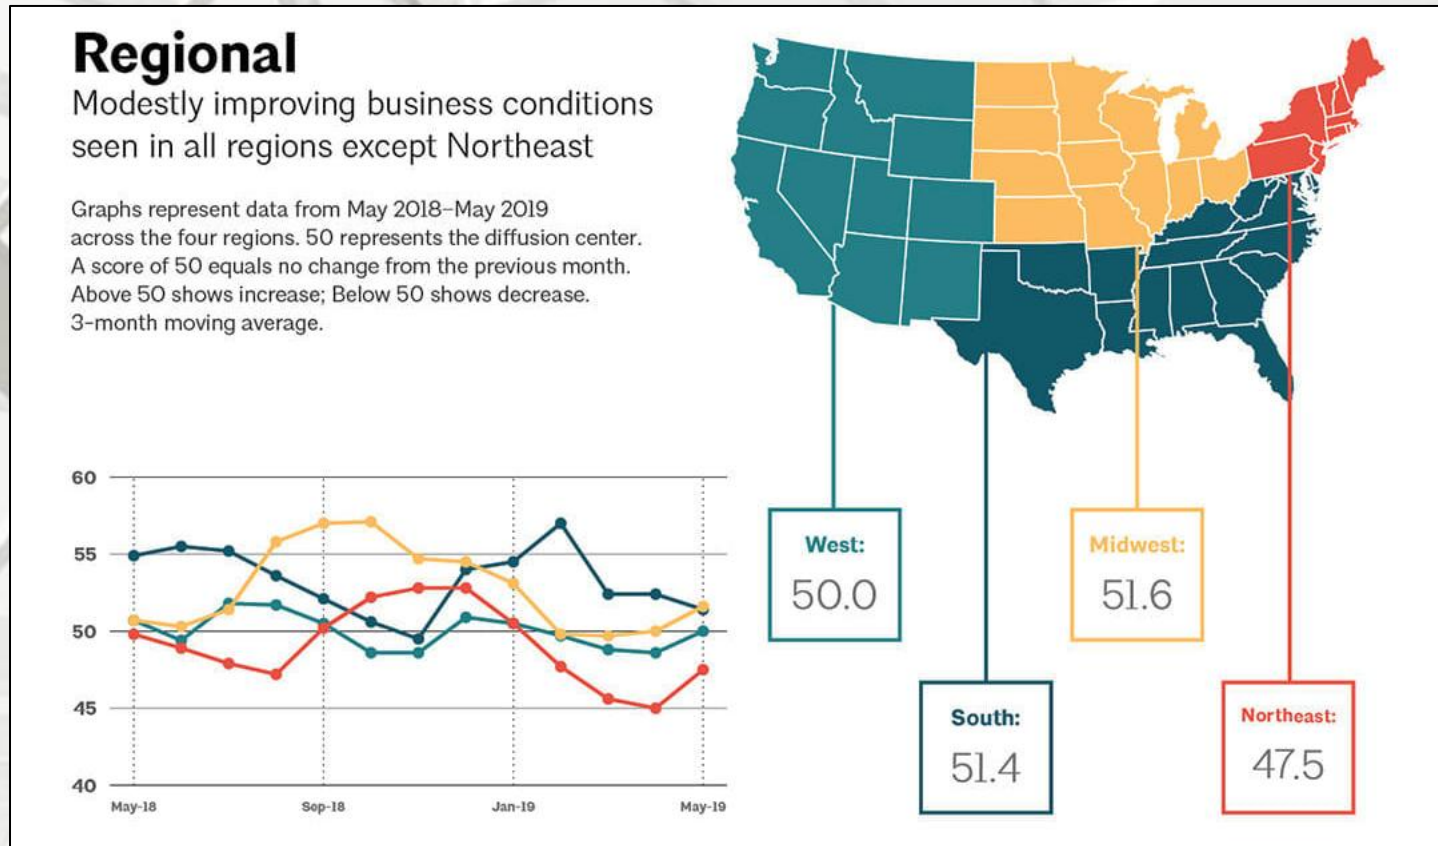 Regional
Modestly improving business conditions
seen in all regions except Northeast
Graphs represent data from May 2018–May 2019
across the four regions. 50 represents the diffusion center.
A score of 50 equals no change from the previous month.
Above 50 shows increase; Below 50 shows decrease.
3-month moving average.
60
55
50
45
40
May-18
Sep-18
Jan-19
May-19
West:
50.0
Midwest:
51.6
South:
51.4
Northeast:
47.5